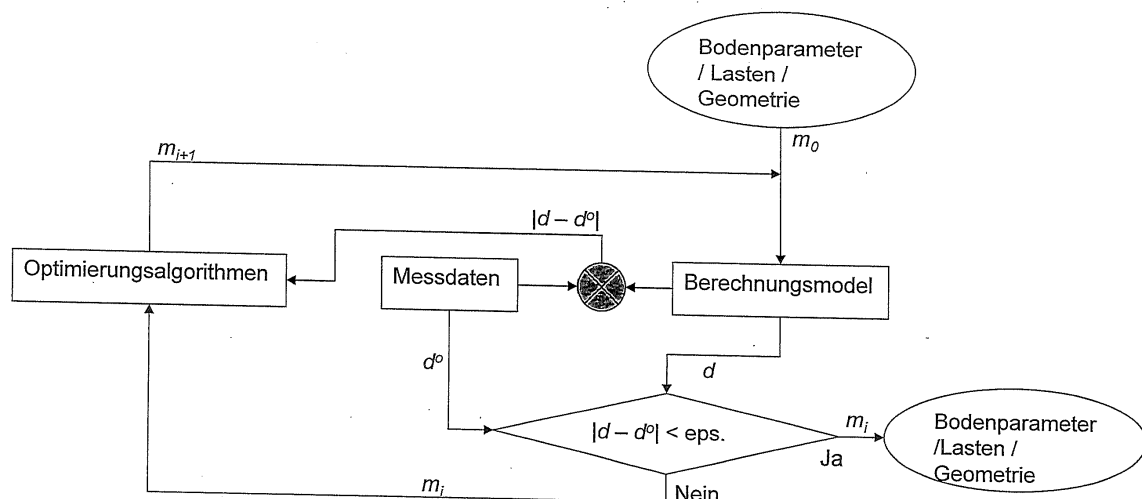 Bodenparameter
/ Lasten /
Geometrie
m₀
mᵢ₊₁
|d – dᵒ|
Optimierungsalgorithmen
Messdaten
Berechnungsmodel
dᵒ
d
|d – dᵒ| < eps.
mᵢ
Ja
Bodenparameter
/Lasten /
Geometrie
mᵢ
Nein